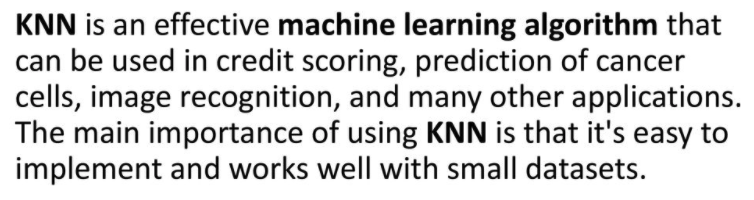 KNN is an effective machine learning algorithm that
can be used in credit scoring, prediction of cancer
cells, image recognition, and many other applications.
The main importance of using KNN is that it's easy to
implement and works well with small datasets.